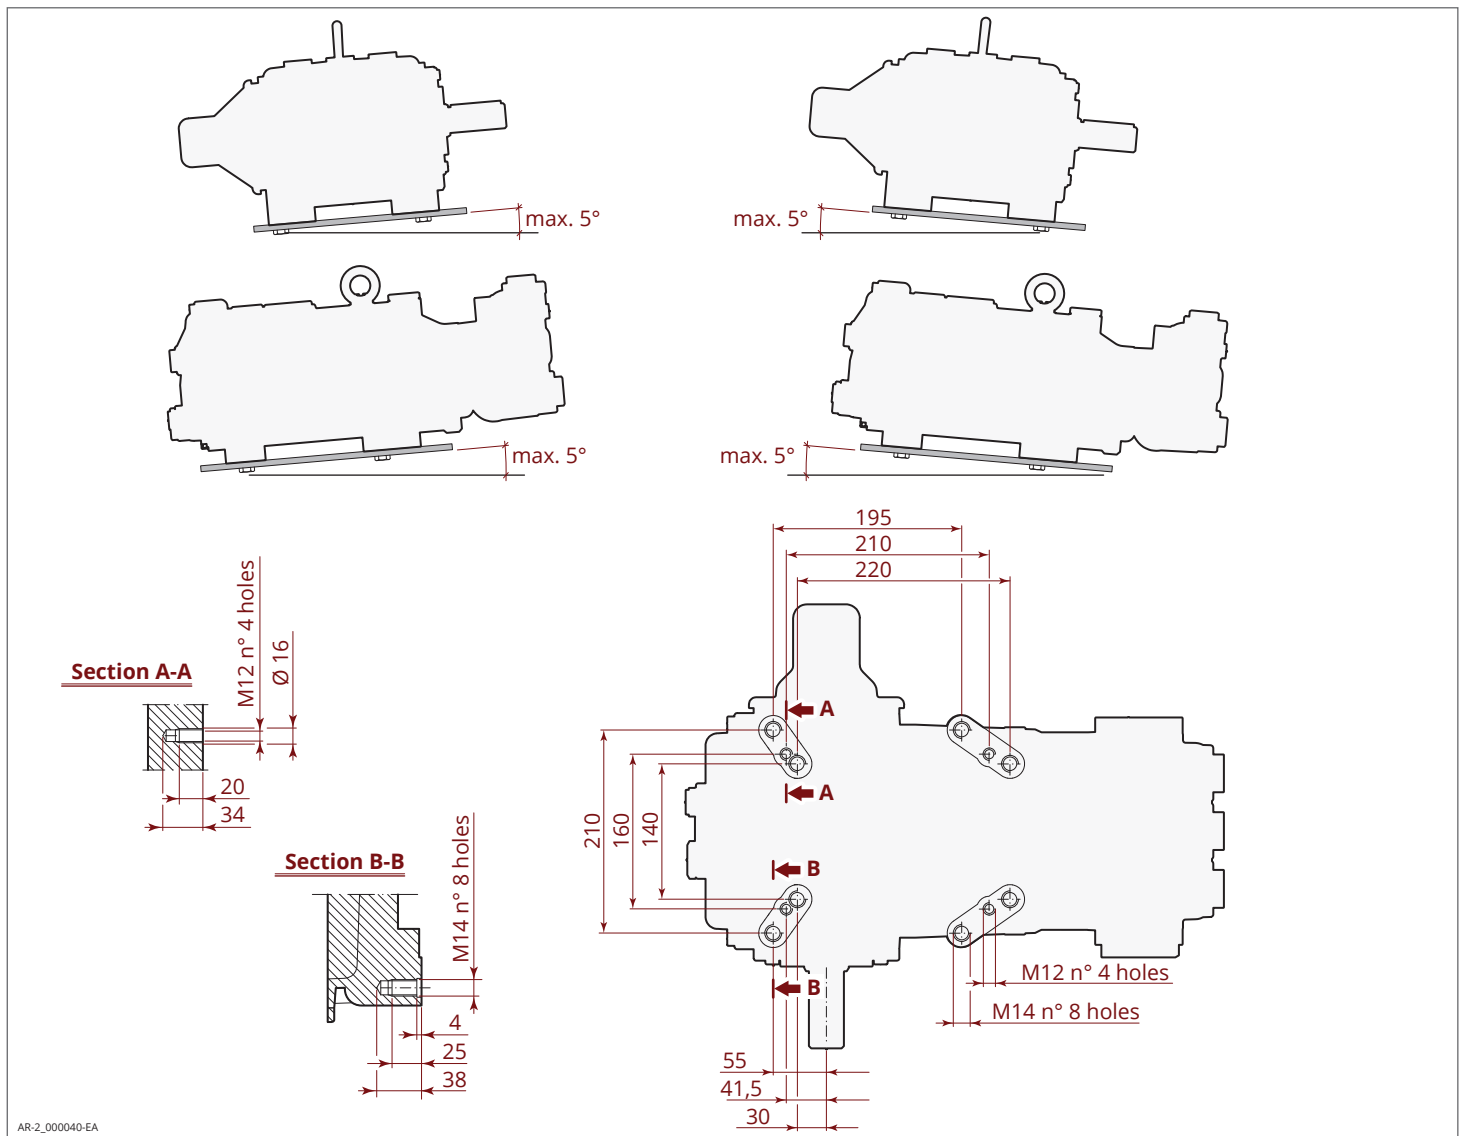 max. 5°
max. 5°
max. 5°
max. 5°
195
210
220
M12 n° 4 holes
Ø 16
Section A-A
A
A
20
34
210
160
140
Section B-B
M14 n° 8 holes
B
B
M12 n° 4 holes
M14 n° 8 holes
4
25
38
55
41,5
30
AR-2_000040-EA